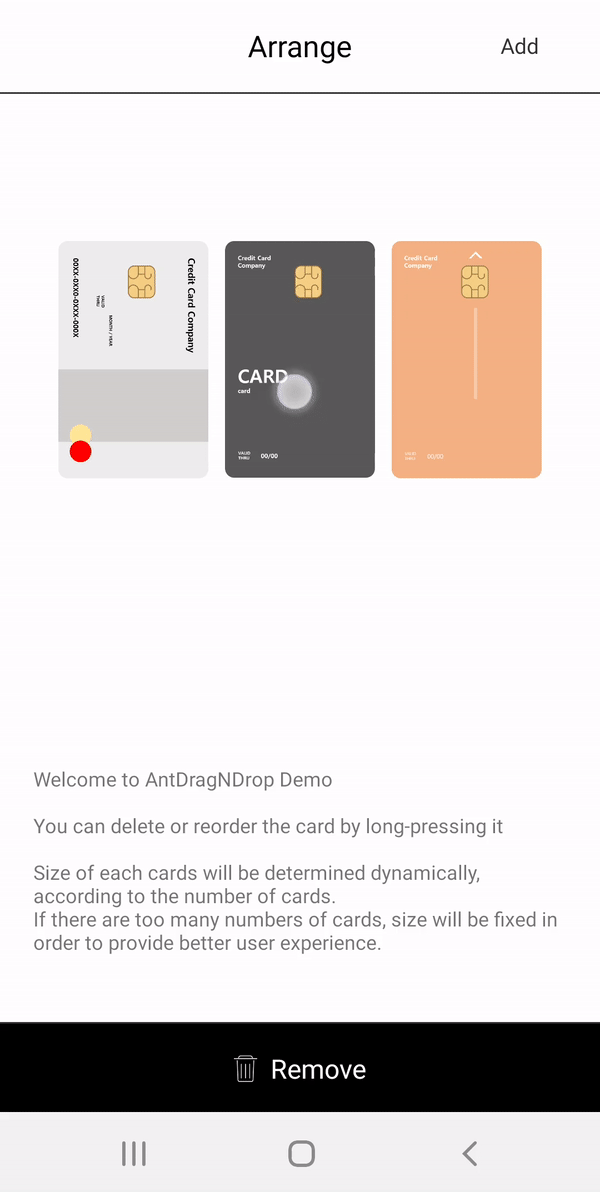 Arrange
Add
00XX-0XX0-0XXX-000X
VALID
THRU
MONTH / YEAR
Credit Card Company
Credit Card
Company
CARD
card
VALID
THRU
00/00
Credit Card
Company
VALID
THRU
00/00
Welcome to AntDragNDrop Demo
You can delete or reorder the card by long-pressing it
Size of each cards will be determined dynamically,
according to the number of cards.
If there are too many numbers of cards, size will be fixed in
order to provide better user experience.
Remove